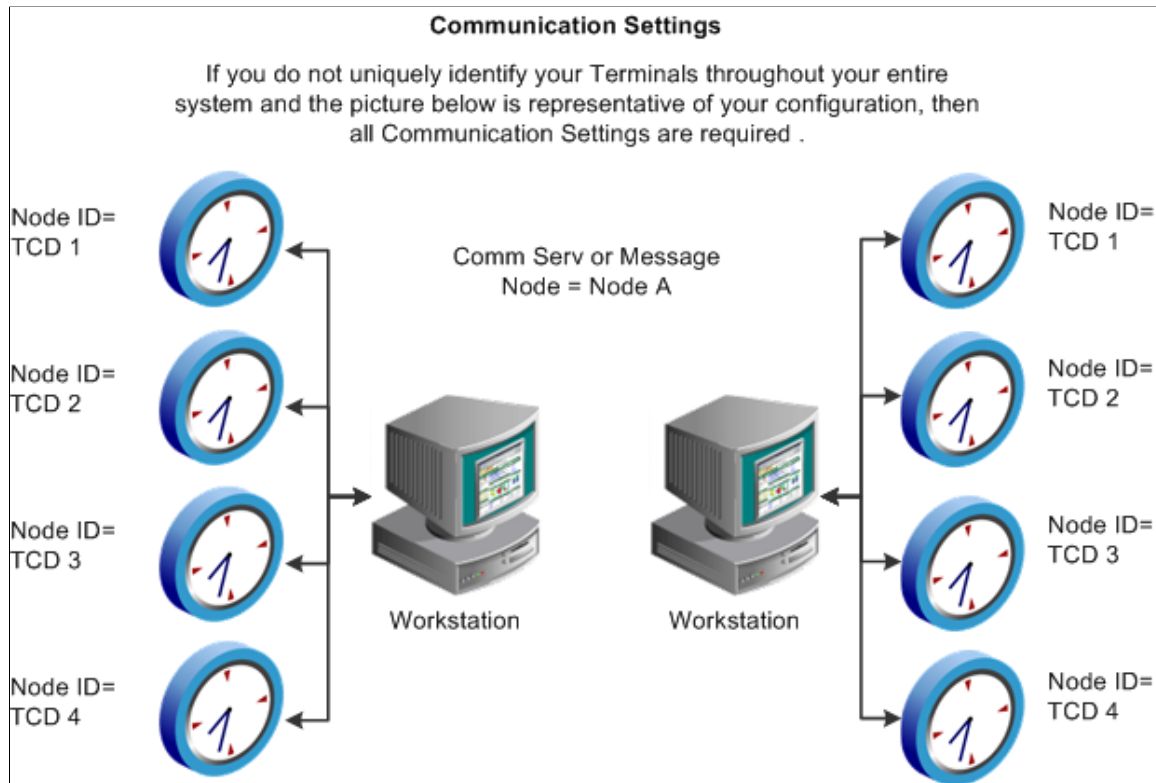 Communication Settings
If you do not uniquely identify your Terminals throughout your entire
system and the picture below is representative of your configuration, then
all Communication Settings are required .
Node ID=
TCD 1
Node ID=
TCD 2
Node ID=
TCD 3
Node ID=
TCD 4
Comm Serv or Message
Node = Node A
Workstation
Workstation
Node ID=
TCD 1
Node ID=
TCD 2
Node ID=
TCD 3
Node ID=
TCD 4